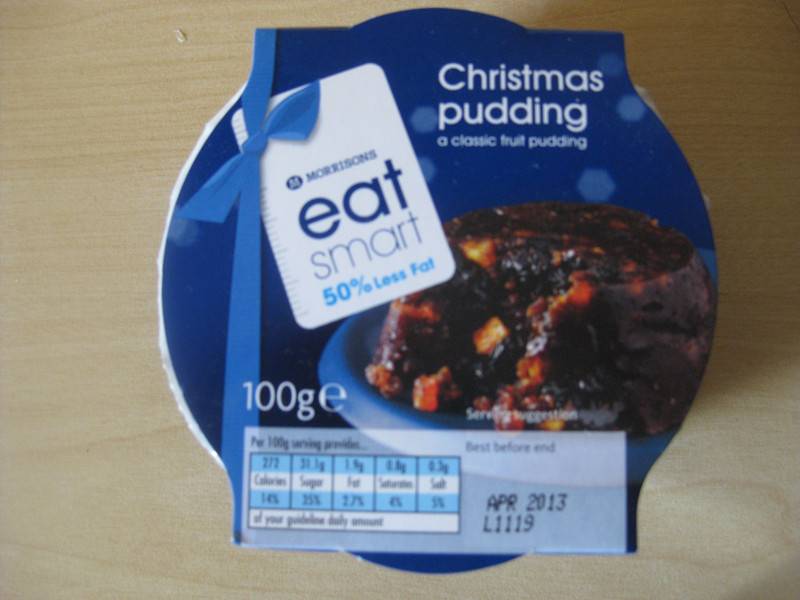 Christmas
pudding
a classic fruit pudding
M MORRISONS
eat
smart
50% Less Fat
100g e
Serving suggestion
Per 100g serving provides...
272 31.1g 1.9g 0.8g 0.3g
Calories Sugar Fat Saturates Salt
14% 35% 2.7% 4% 5%
of your guideline daily amount
Best before end
APR 2013
L1119